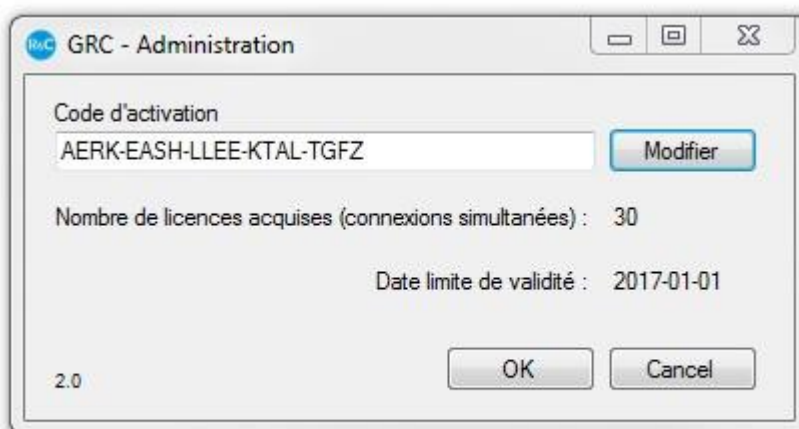 GRC - Administration
Code d'activation
AERK-EASH-LLEE-KTAL-TGFZ
Modifier
Nombre de licences acquises (connexions simultanées) : 30
Date limite de validité : 2017-01-01
OK
Cancel
2.0